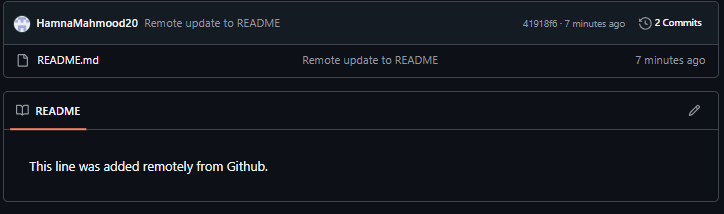 HamnaMahmood20 Remote update to README 41918f6 · 7 minutes ago 2 Commits
README.md Remote update to README 7 minutes ago
README
This line was added remotely from Github.